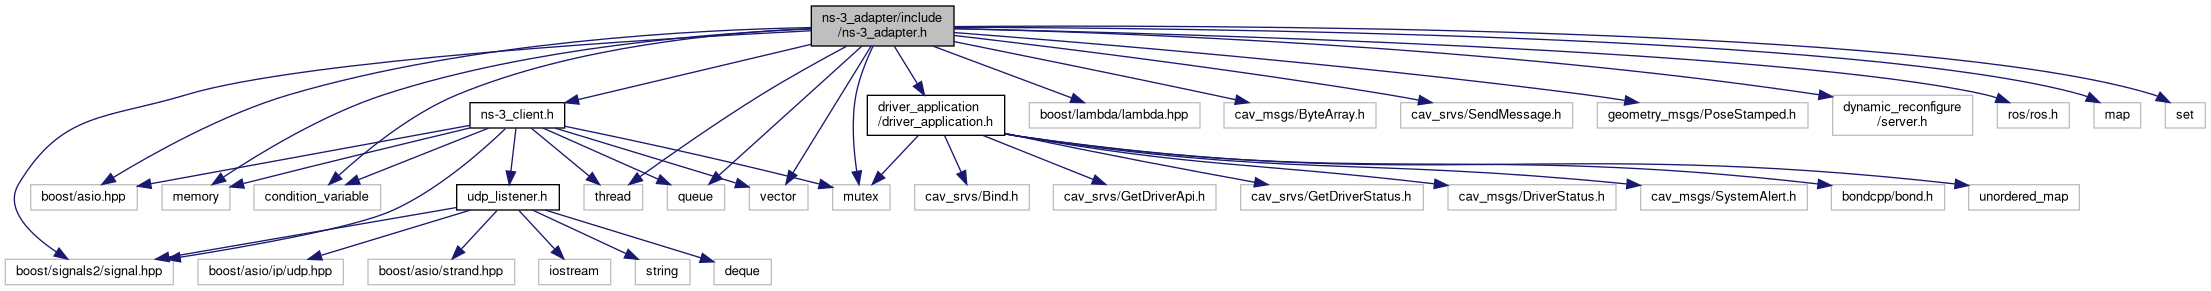 ns-3_adapter/include
/ns-3_adapter.h
ns-3_client.h
driver_application
/driver_application.h
boost/lambda/lambda.hpp
cav_msgs/ByteArray.h
cav_srvs/SendMessage.h
geometry_msgs/PoseStamped.h
dynamic_reconfigure
/server.h
ros/ros.h
map
set
boost/asio.hpp
memory
condition_variable
udp_listener.h
thread
queue
vector
mutex
cav_srvs/Bind.h
cav_srvs/GetDriverApi.h
cav_srvs/GetDriverStatus.h
cav_msgs/DriverStatus.h
cav_msgs/SystemAlert.h
bondcpp/bond.h
unordered_map
boost/signals2/signal.hpp
boost/asio/ip/udp.hpp
boost/asio/strand.hpp
iostream
string
deque